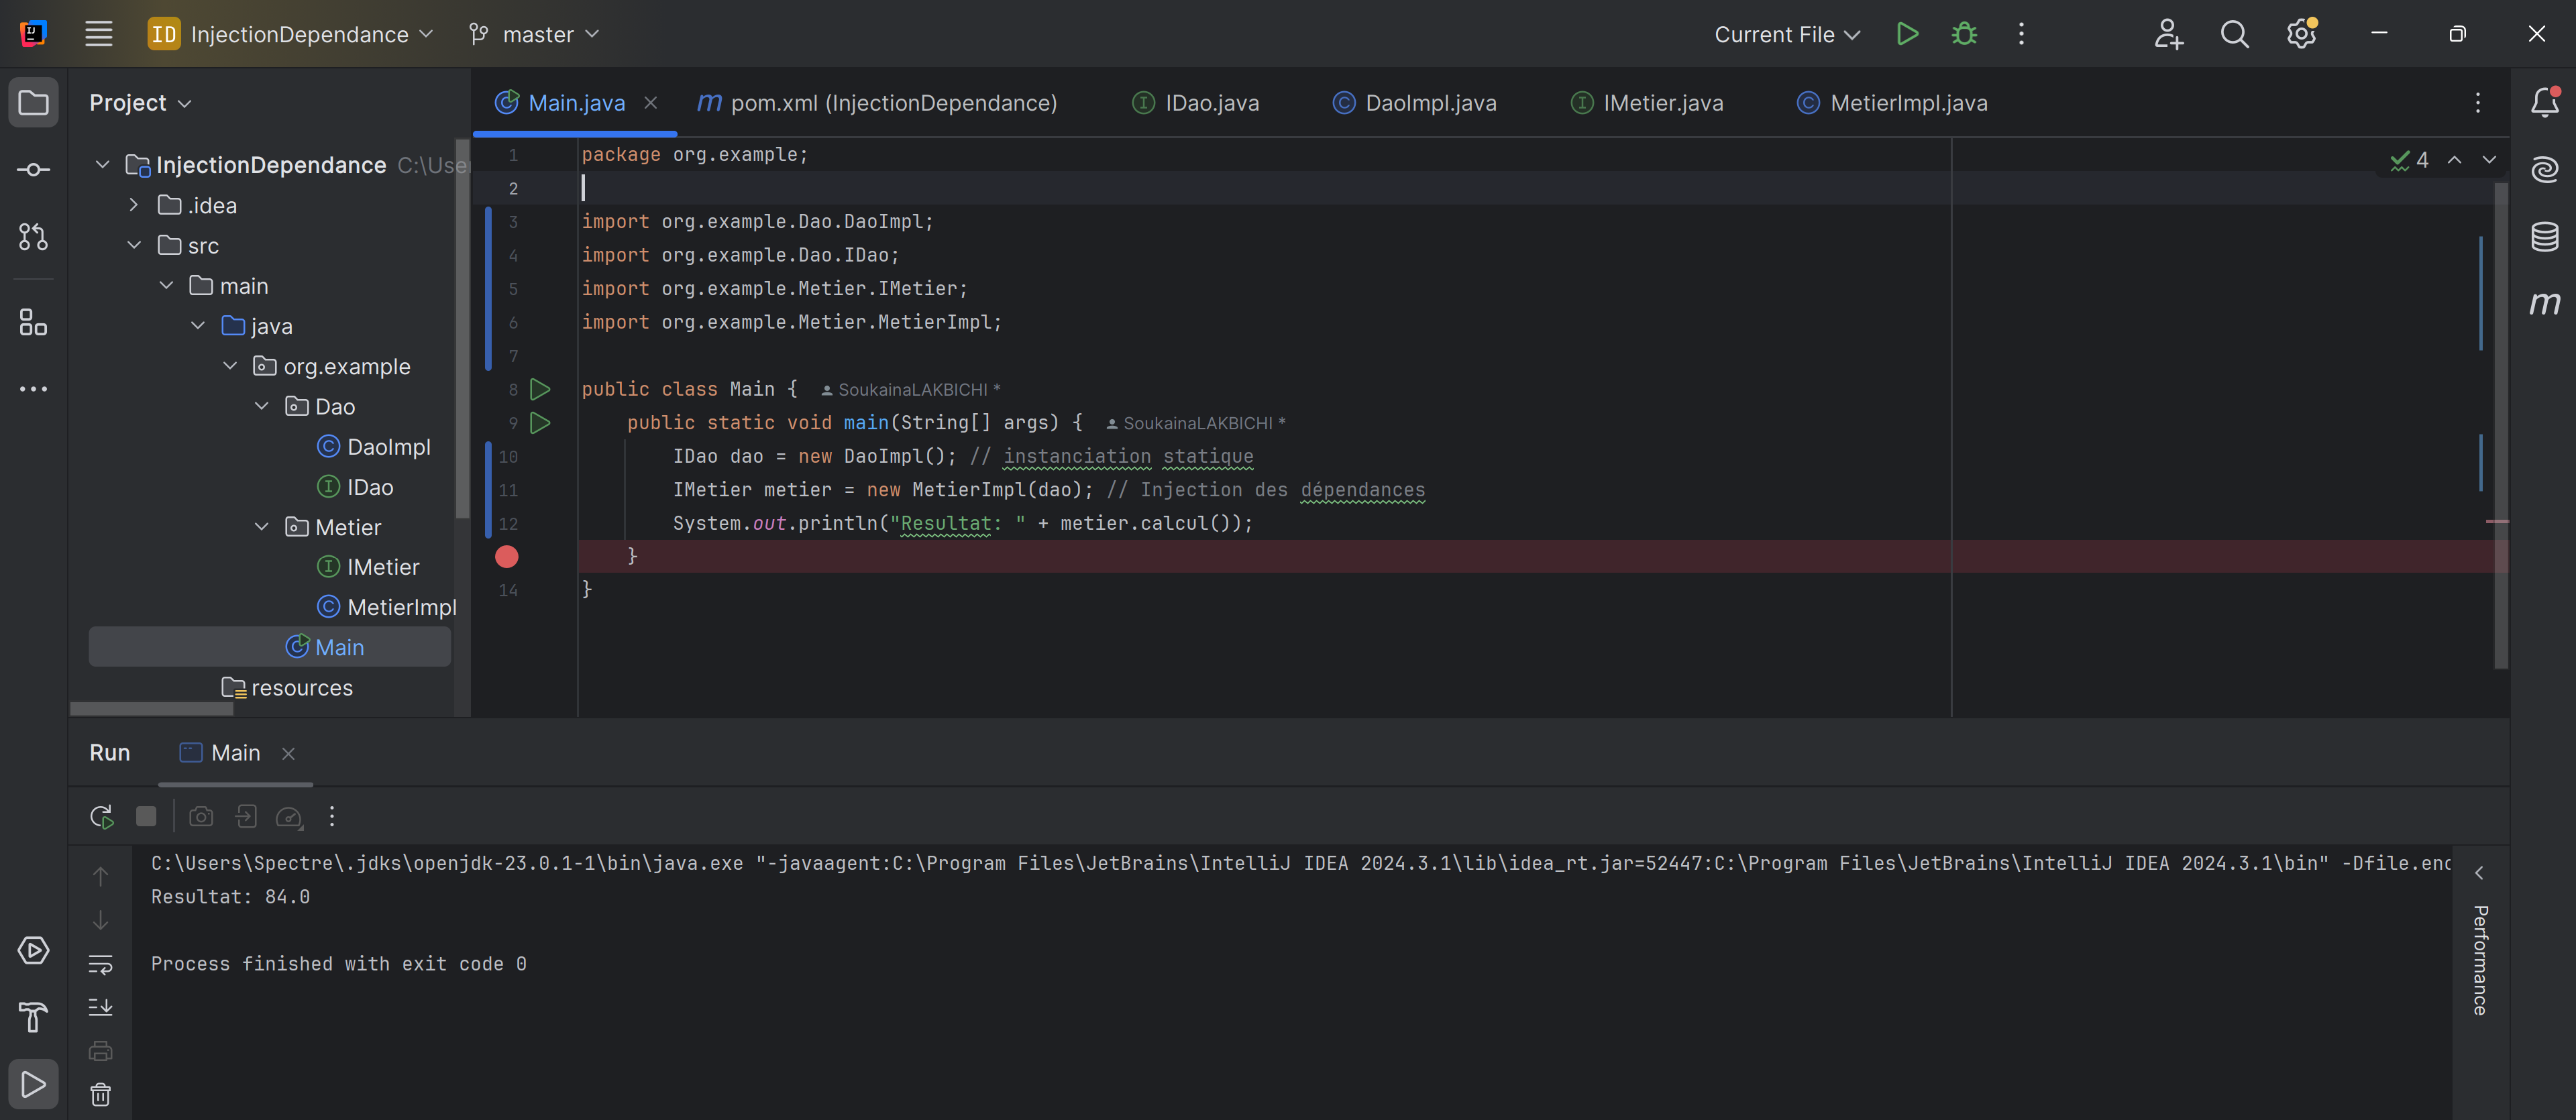 ID InjectionDependance master Current File
Project
Main.java pom.xml (InjectionDependance) IDao.java DaoImpl.java IMetier.java MetierImpl.java
InjectionDependance C:\User
.idea
src
main
java
org.example
Dao
DaoImpl
IDao
Metier
IMetier
MetierImpl
Main
resources
4
1 package org.example;
2
3 import org.example.Dao.DaoImpl;
4 import org.example.Dao.IDao;
5 import org.example.Metier.IMetier;
6 import org.example.Metier.MetierImpl;
7
8 public class Main { SoukainaLAKBICHI *
9 public static void main(String[] args) { SoukainaLAKBICHI *
10 IDao dao = new DaoImpl(); // instanciation statique
11 IMetier metier = new MetierImpl(dao); // Injection des dépendances
12 System.out.println("Resultat: " + metier.calcul());
}
14 }
Run Main
C:\Users\Spectre\.jdks\openjdk-23.0.1-1\bin\java.exe "-javaagent:C:\Program Files\JetBrains\IntelliJ IDEA 2024.3.1\lib\idea_rt.jar=52447:C:\Program Files\JetBrains\IntelliJ IDEA 2024.3.1\bin" -Dfile.enc
Resultat: 84.0
Process finished with exit code 0
Performance